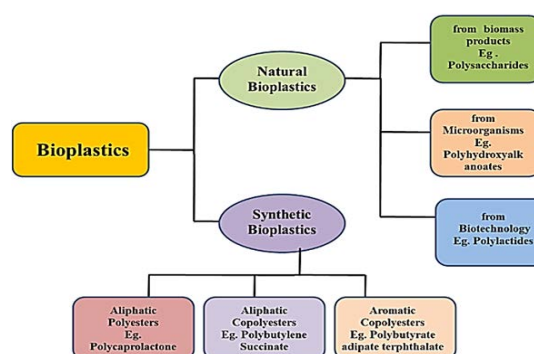 from biomass
products
Eg .
Polysaccharides
Natural
Bioplastics
from
Microorganisms
Eg.
Polyhydroxyalk
anoates
Bioplastics
from
Biotechnology
Eg. Polylactides
Synthetic
Bioplastics
Aliphatic
Polyesters
Eg.
Polycaprolactone
Aliphatic
Copolyesters
Eg. Polybutylene
Succinate
Aromatic
Copolyesters
Eg. Polybutyrate
adipate terphthalate